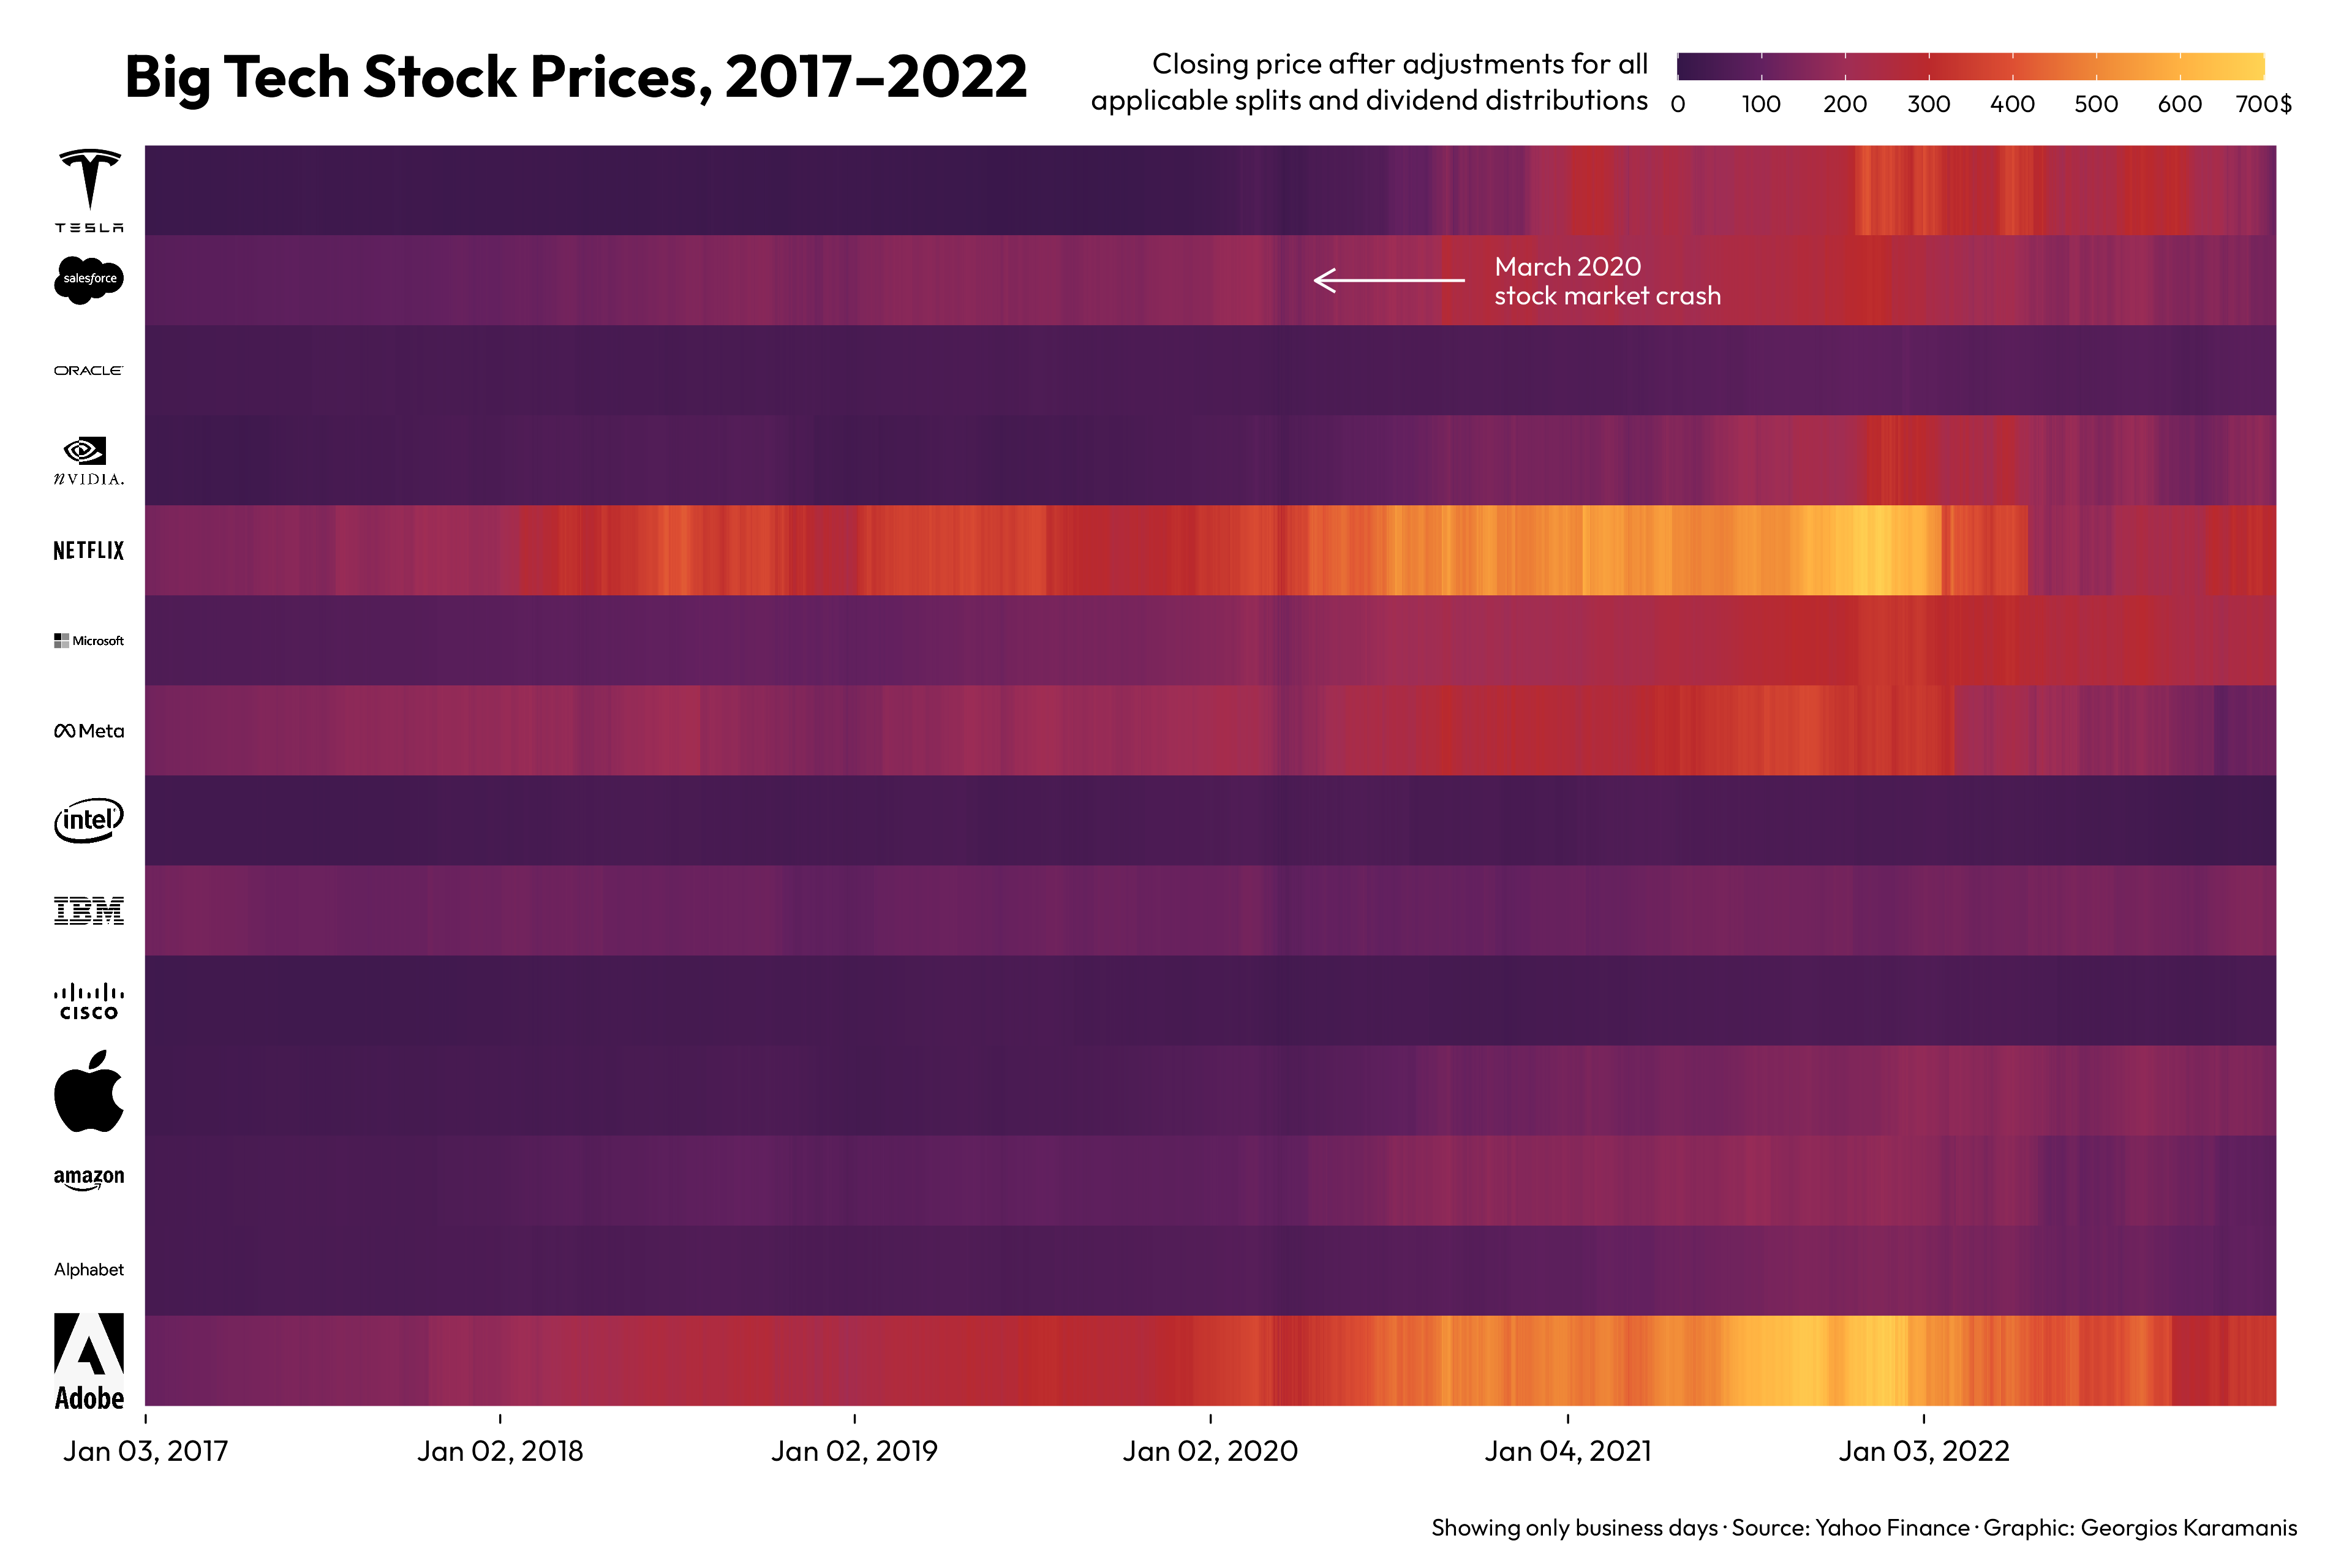 Big Tech Stock Prices, 2017–2022
Closing price after adjustments for all
applicable splits and dividend distributions
0 100 200 300 400 500 600 700$
TESLA
salesforce
March 2020
stock market crash
ORACLE
NVIDIA.
NETFLIX
Microsoft
Meta
intel
IBM
CISCO
amazon
Alphabet
Adobe
Jan 03, 2017 Jan 02, 2018 Jan 02, 2019 Jan 02, 2020 Jan 04, 2021 Jan 03, 2022
Showing only business days · Source: Yahoo Finance · Graphic: Georgios Karamanis